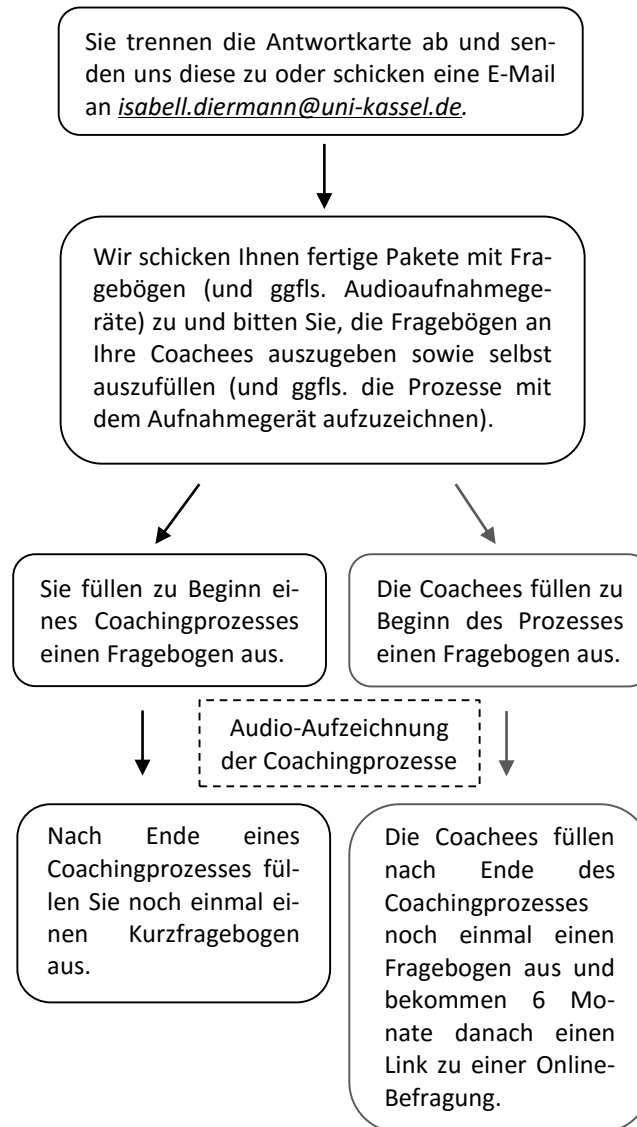 Sie trennen die Antwortkarte ab und sen-
den uns diese zu oder schicken eine E-Mail
an isabell.diermann@uni-kassel.de.
Wir schicken Ihnen fertige Pakete mit Fra-
gebögen (und ggfls. Audioaufnahmege-
räte) zu und bitten Sie, die Fragebögen an
Ihre Coachees auszugeben sowie selbst
auszufüllen (und ggfls. die Prozesse mit
dem Aufnahmegerät aufzuzeichnen).
Sie füllen zu Beginn ei-
nes Coachingprozesses
einen Fragebogen aus.
Die Coachees füllen zu
Beginn des Prozesses
einen Fragebogen aus.
Audio-Aufzeichnung
der Coachingprozesse
Nach Ende eines
Coachingprozesses fül-
len Sie noch einmal ei-
nen Kurzfragebogen
aus.
Die Coachees füllen
nach Ende des
Coachingprozesses
noch einmal einen
Fragebogen aus und
bekommen 6 Mo-
nate danach einen
Link zu einer Online-
Befragung.